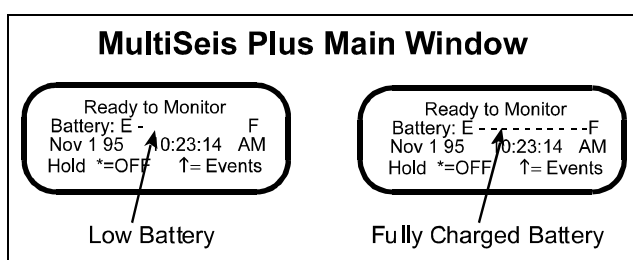 MultiSeis Plus Main Window
Ready to Monitor
Battery: E - F
Nov 1 95 10:23:14 AM
Hold *=OFF ↑= Events
Low Battery
Ready to Monitor
Battery: E - - - - - - - - - - -F
Nov 1 95 10:23:14 AM
Hold *=OFF ↑= Events
Fully Charged Battery